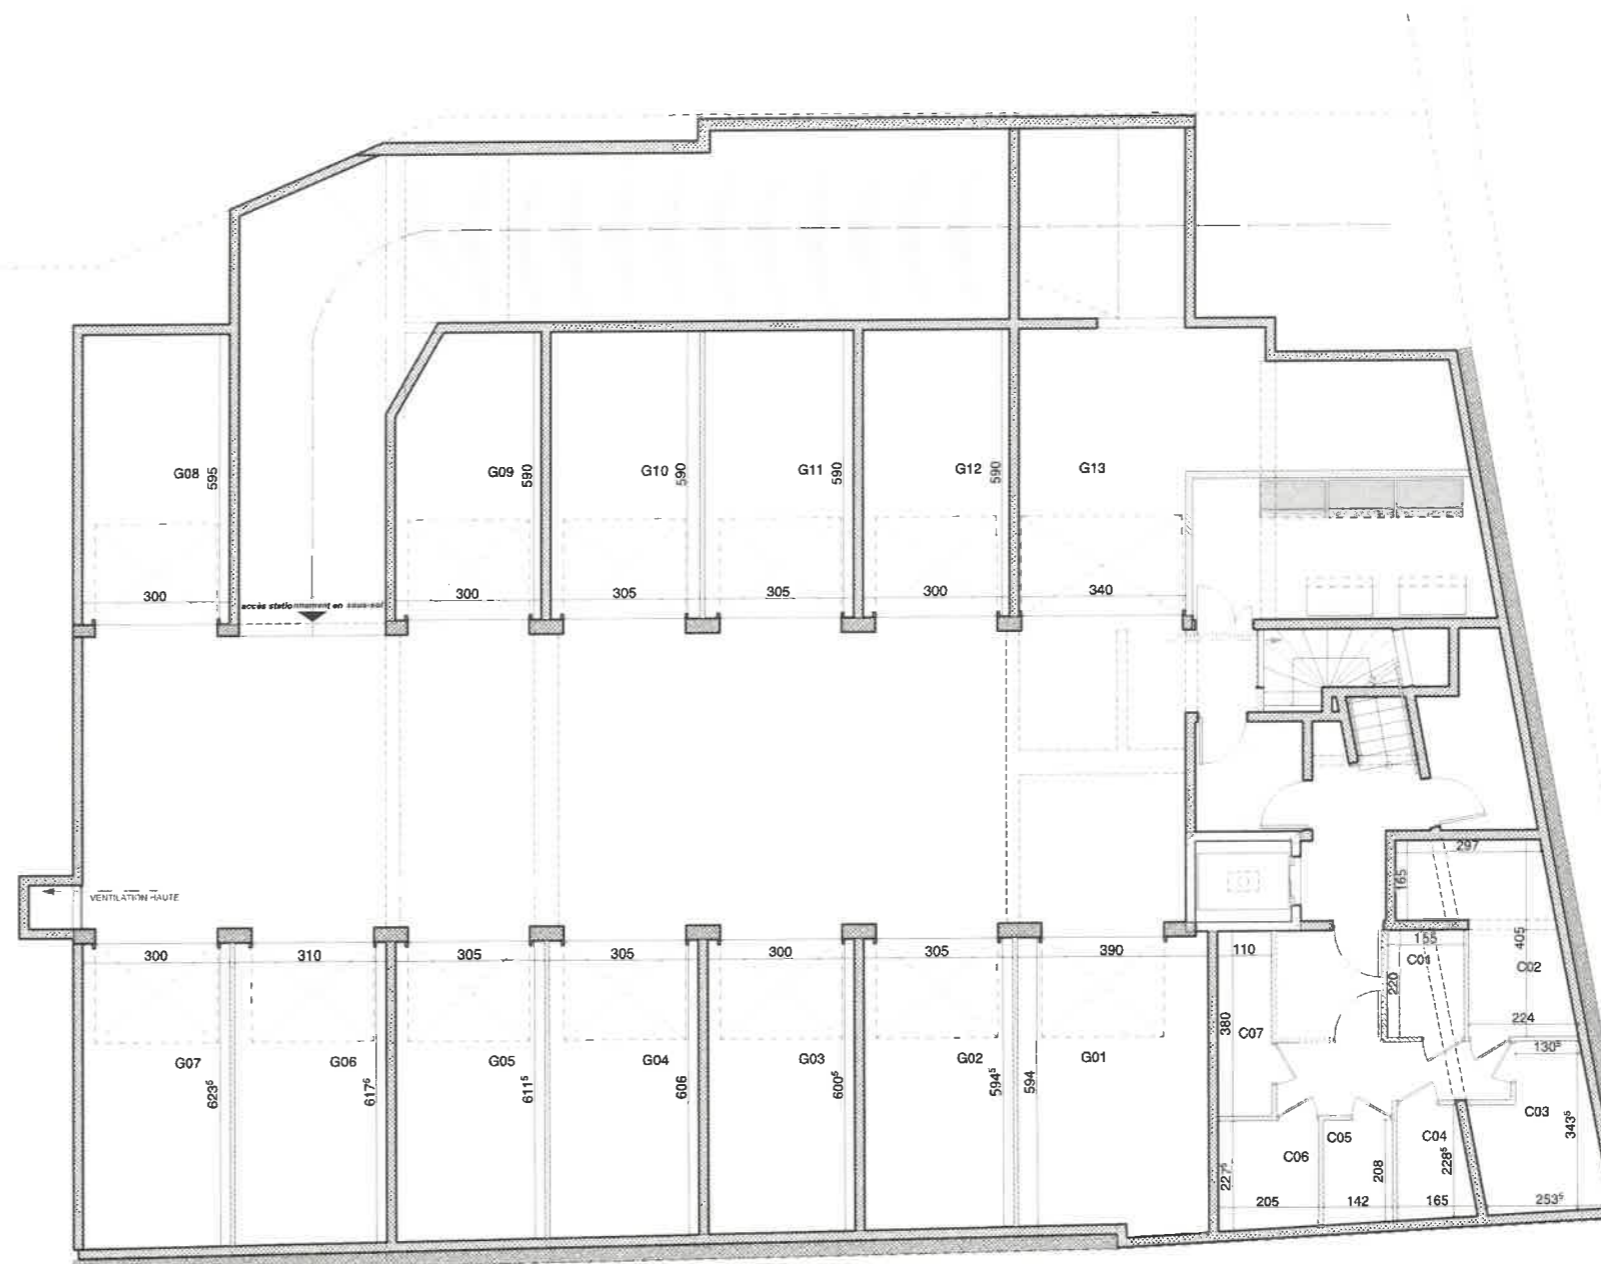 G08
595
G09
590
G10
590
G11
590
G12
590
G13
300
accès stationnement en sous-sol
300
305
305
300
340
VENTILATION HAUTE
297
165
300
310
305
305
300
305
390
110
155
C01
405
C02
220
224
380
C07
130⁵
G07
623⁵
G06
617⁵
G05
611⁵
G04
606
G03
600⁵
G02
594⁵
594
G01
C03
343⁵
C06
C05
C04
227⁵
208
228⁵
205
142
165
253⁵